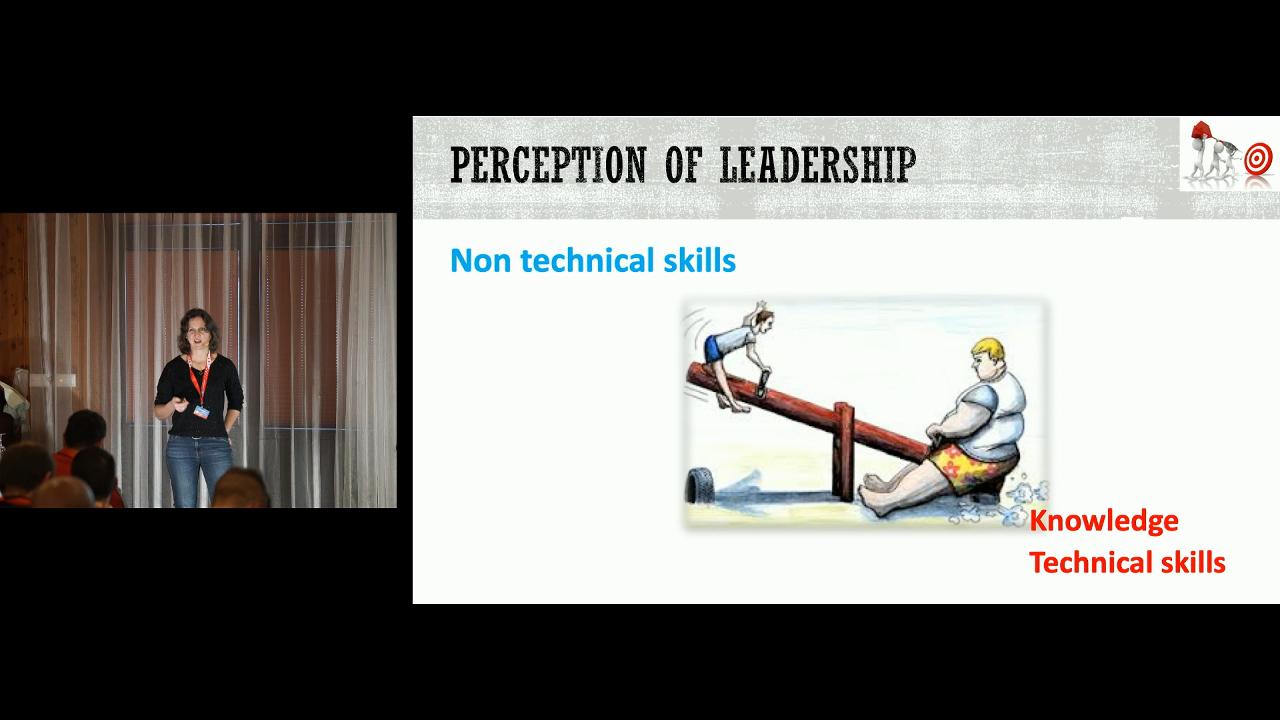 PERCEPTION OF LEADERSHIP
Non technical skills
Knowledge
Technical skills